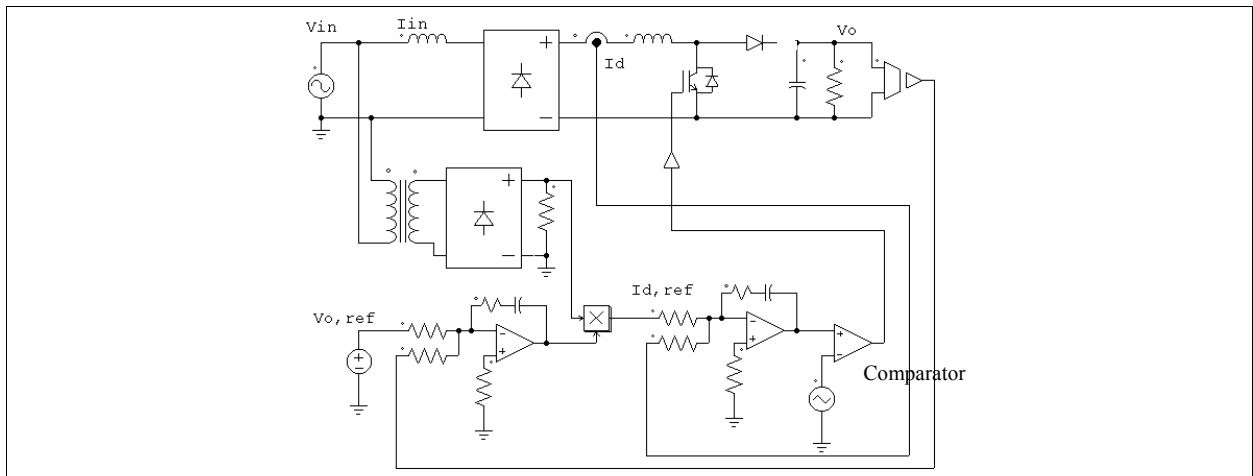 Vin
Iin
Id
Vo
Id,ref
Vo,ref
Comparator